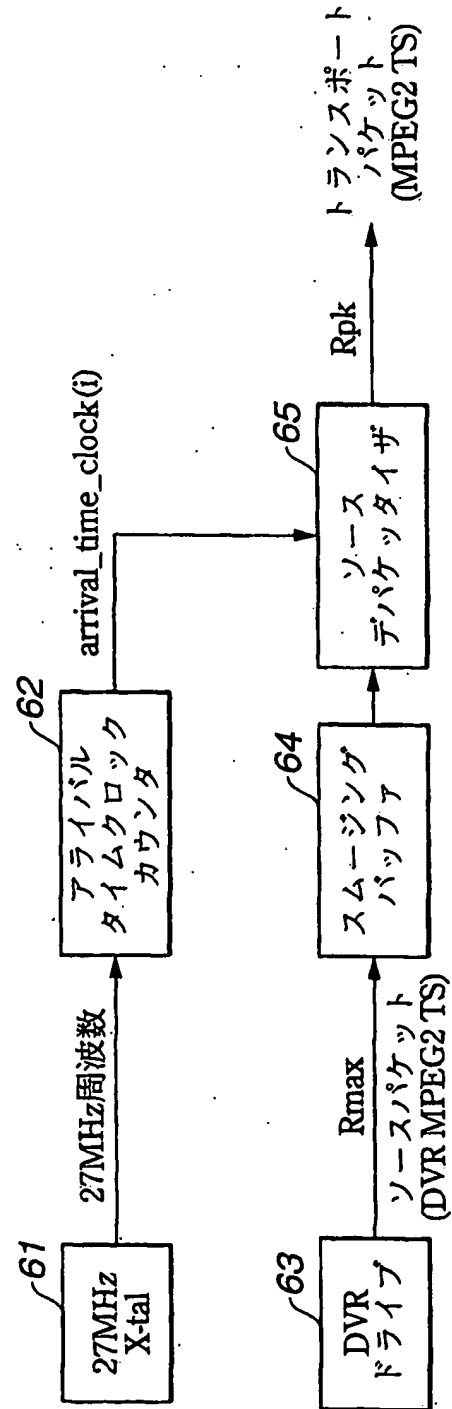 61
27MHz
X-tal
27MHz周波数
62
アライバル
タイムクロック
カウンタ
arrival_time_clock(i)
63
DVR
ドライブ
Rmax
ソースパケット
(DVR MPEG2 TS)
64
スムージング
バッファ
65
ソース
デパケッタイザ
Rpk
トランスポート
パケット
(MPEG2 TS)